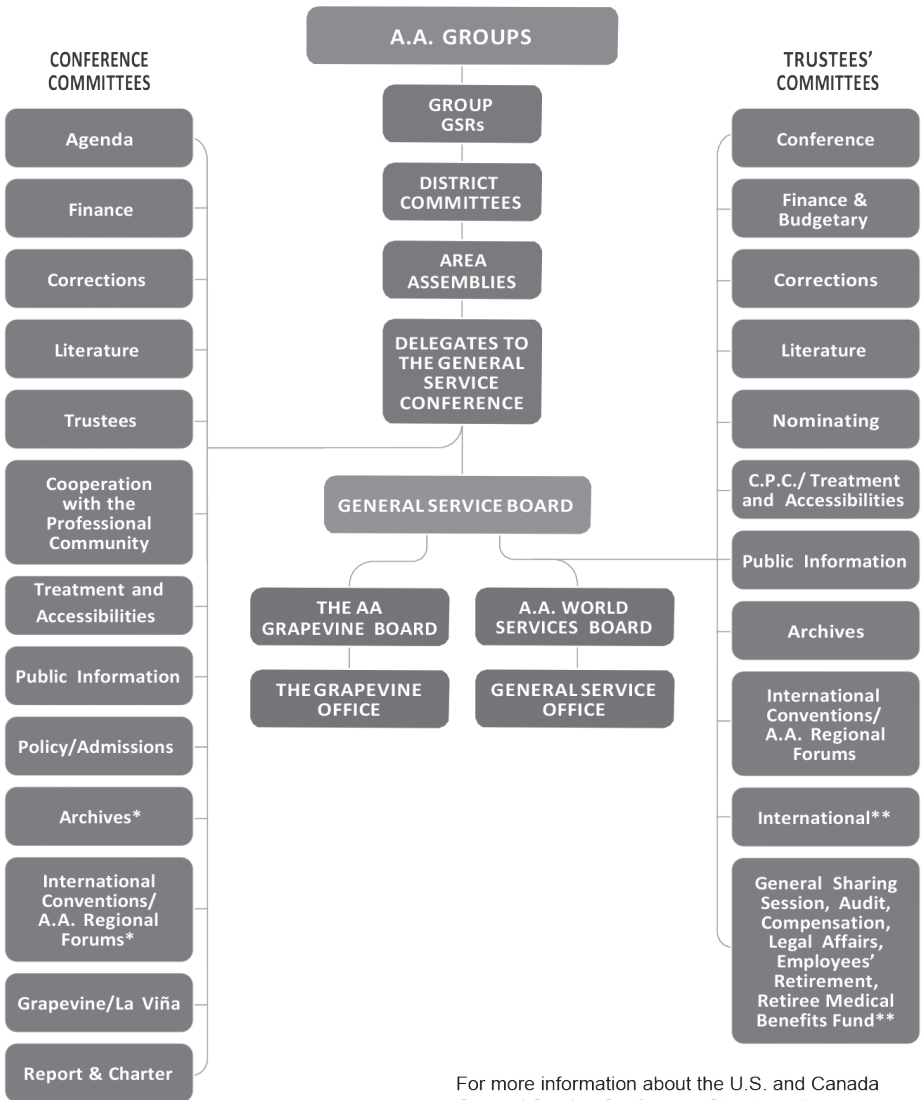 CONFERENCE
COMMITTEES
Agenda
Finance
Corrections
Literature
Trustees
Cooperation
with the
Professional
Community
Treatment and
Accessibilities
Public Information
Policy/Admissions
Archives*
International
Conventions/
A.A. Regional
Forums*
Grapevine/La Viña
Report & Charter
A.A. GROUPS
GROUP
GSRs
DISTRICT
COMMITTEES
AREA
ASSEMBLIES
DELEGATES TO
THE GENERAL
SERVICE
CONFERENCE
GENERAL SERVICE BOARD
THE AA
GRAPEVINE BOARD
THE GRAPEVINE
OFFICE
A.A. WORLD
SERVICES BOARD
GENERAL SERVICE
OFFICE
TRUSTEES’
COMMITTEES
Conference
Finance &
Budgetary
Corrections
Literature
Nominating
C.P.C./ Treatment
and Accessibilities
Public Information
Archives
International
Conventions/
A.A. Regional
Forums
International**
General Sharing
Session, Audit,
Compensation,
Legal Affairs,
Employees’
Retirement,
Retiree Medical
Benefits Fund**
For more information about the U.S. and Canada